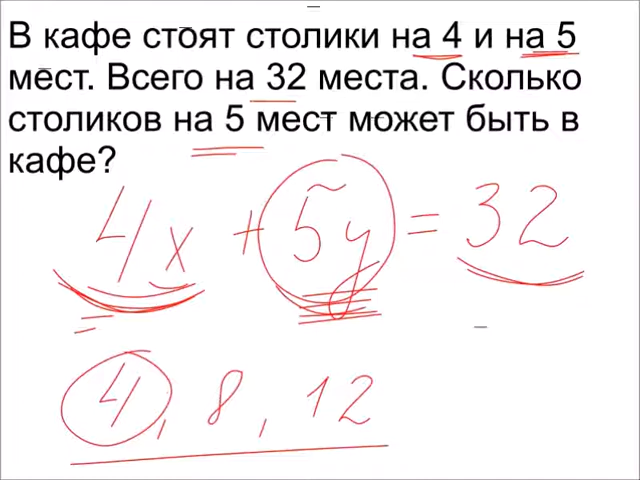 В кафе стоят столики на 4 и на 5
мест. Всего на 32 места. Сколько
столиков на 5 мест может быть в
кафе?
4x + 5y = 32
4, 8, 12